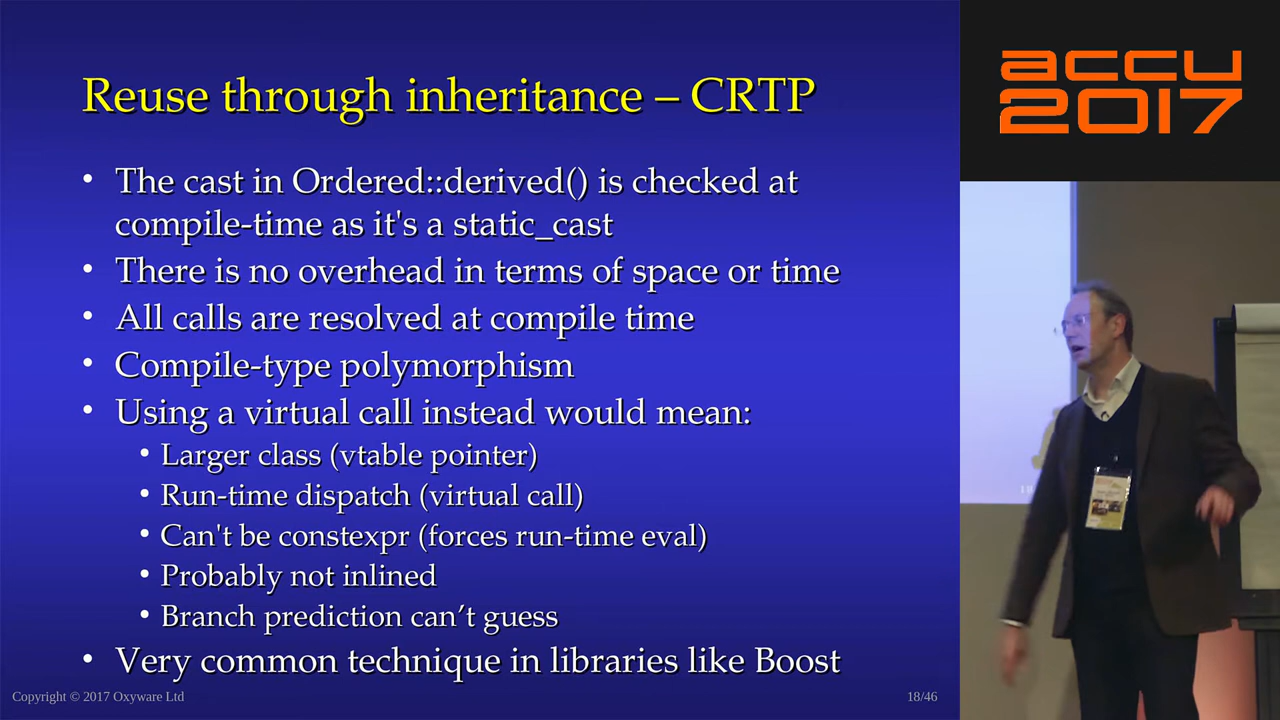 Reuse through inheritance – CRTP
• The cast in Ordered::derived() is checked at
compile-time as it's a static_cast
• There is no overhead in terms of space or time
• All calls are resolved at compile time
• Compile-type polymorphism
• Using a virtual call instead would mean:
• Larger class (vtable pointer)
• Run-time dispatch (virtual call)
• Can't be constexpr (forces run-time eval)
• Probably not inlined
• Branch prediction can’t guess
• Very common technique in libraries like Boost
Copyright © 2017 Oxyware Ltd
18/46
accu
2017